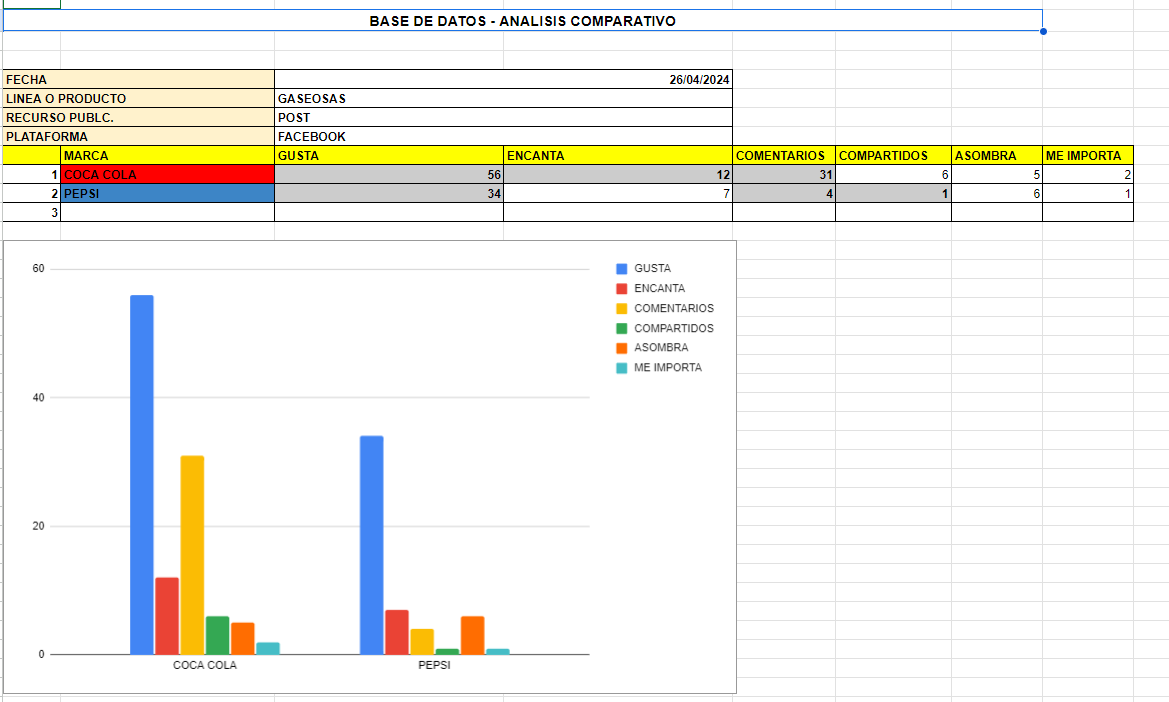 BASE DE DATOS - ANALISIS COMPARATIVO
FECHA 26/04/2024
LINEA O PRODUCTO GASEOSAS
RECURSO PUBLC. POST
PLATAFORMA FACEBOOK
MARCA GUSTA ENCANTA COMENTARIOS COMPARTIDOS ASOMBRA ME IMPORTA
1 COCA COLA 56 12 31 6 5 2
2 PEPSI 34 7 4 1 6 1
3
60
40
20
0
COCA COLA PEPSI
GUSTA
ENCANTA
COMENTARIOS
COMPARTIDOS
ASOMBRA
ME IMPORTA